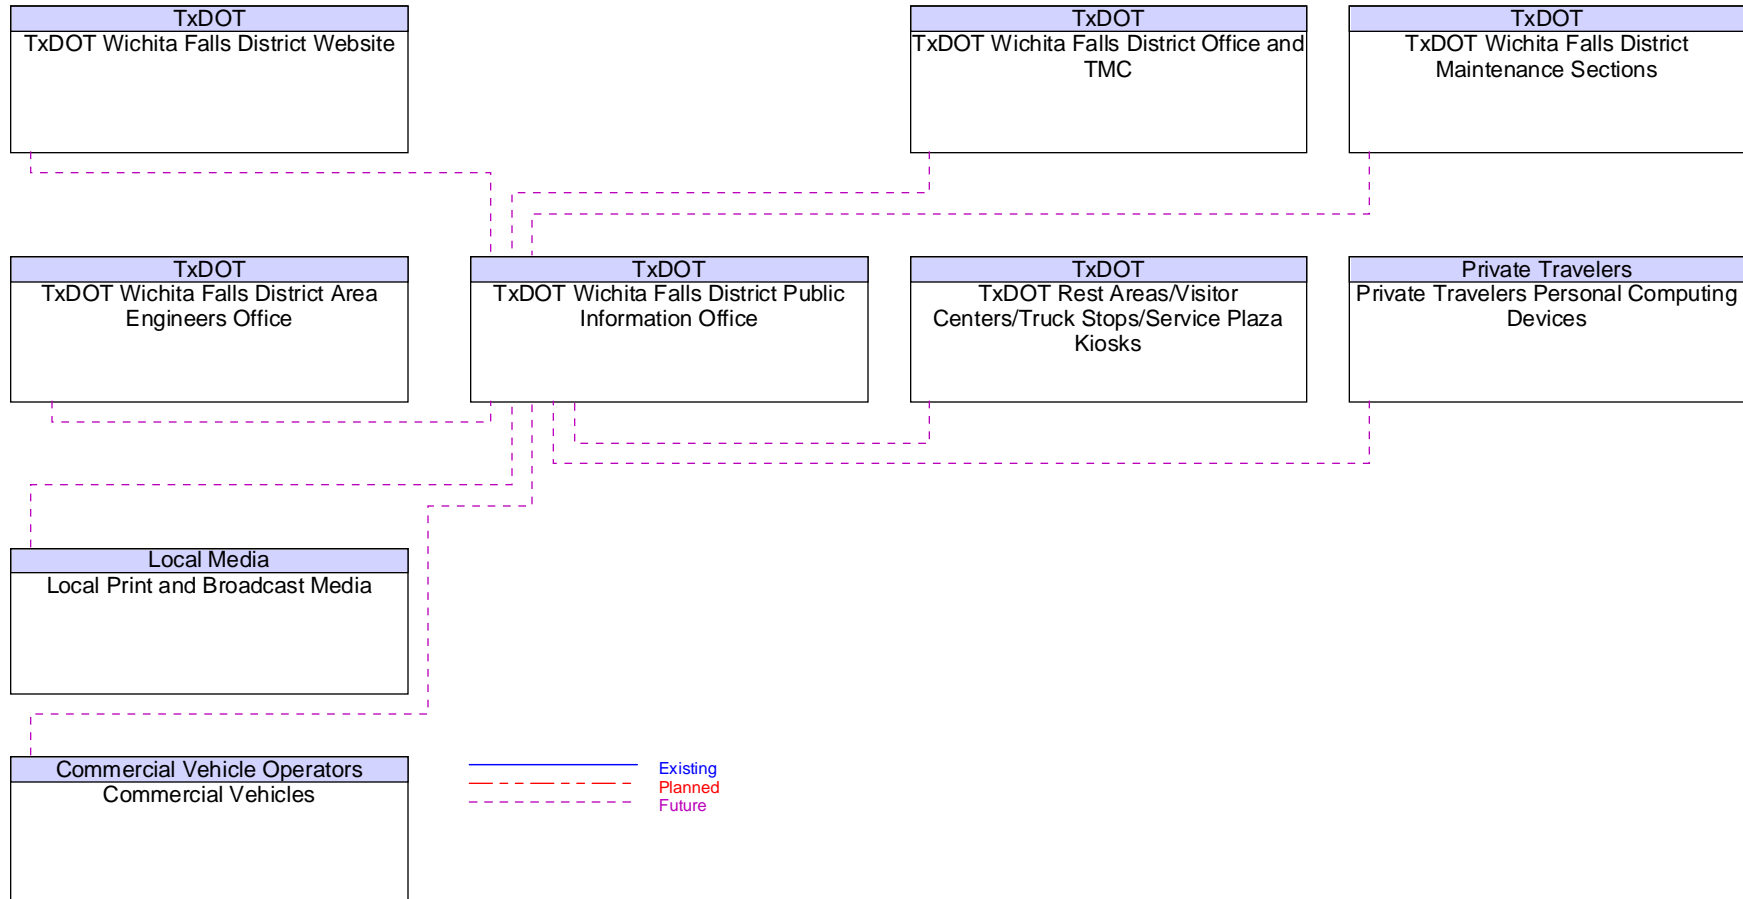 TxDOT
TxDOT Wichita Falls District Website
TxDOT
TxDOT Wichita Falls District Office and
TMC
TxDOT
TxDOT Wichita Falls District
Maintenance Sections
TxDOT
TxDOT Wichita Falls District Area
Engineers Office
TxDOT
TxDOT Wichita Falls District Public
Information Office
TxDOT
TxDOT Rest Areas/Visitor
Centers/Truck Stops/Service Plaza
Kiosks
Private Travelers
Private Travelers Personal Computing
Devices
Local Media
Local Print and Broadcast Media
Commercial Vehicle Operators
Commercial Vehicles
Existing
Planned
Future